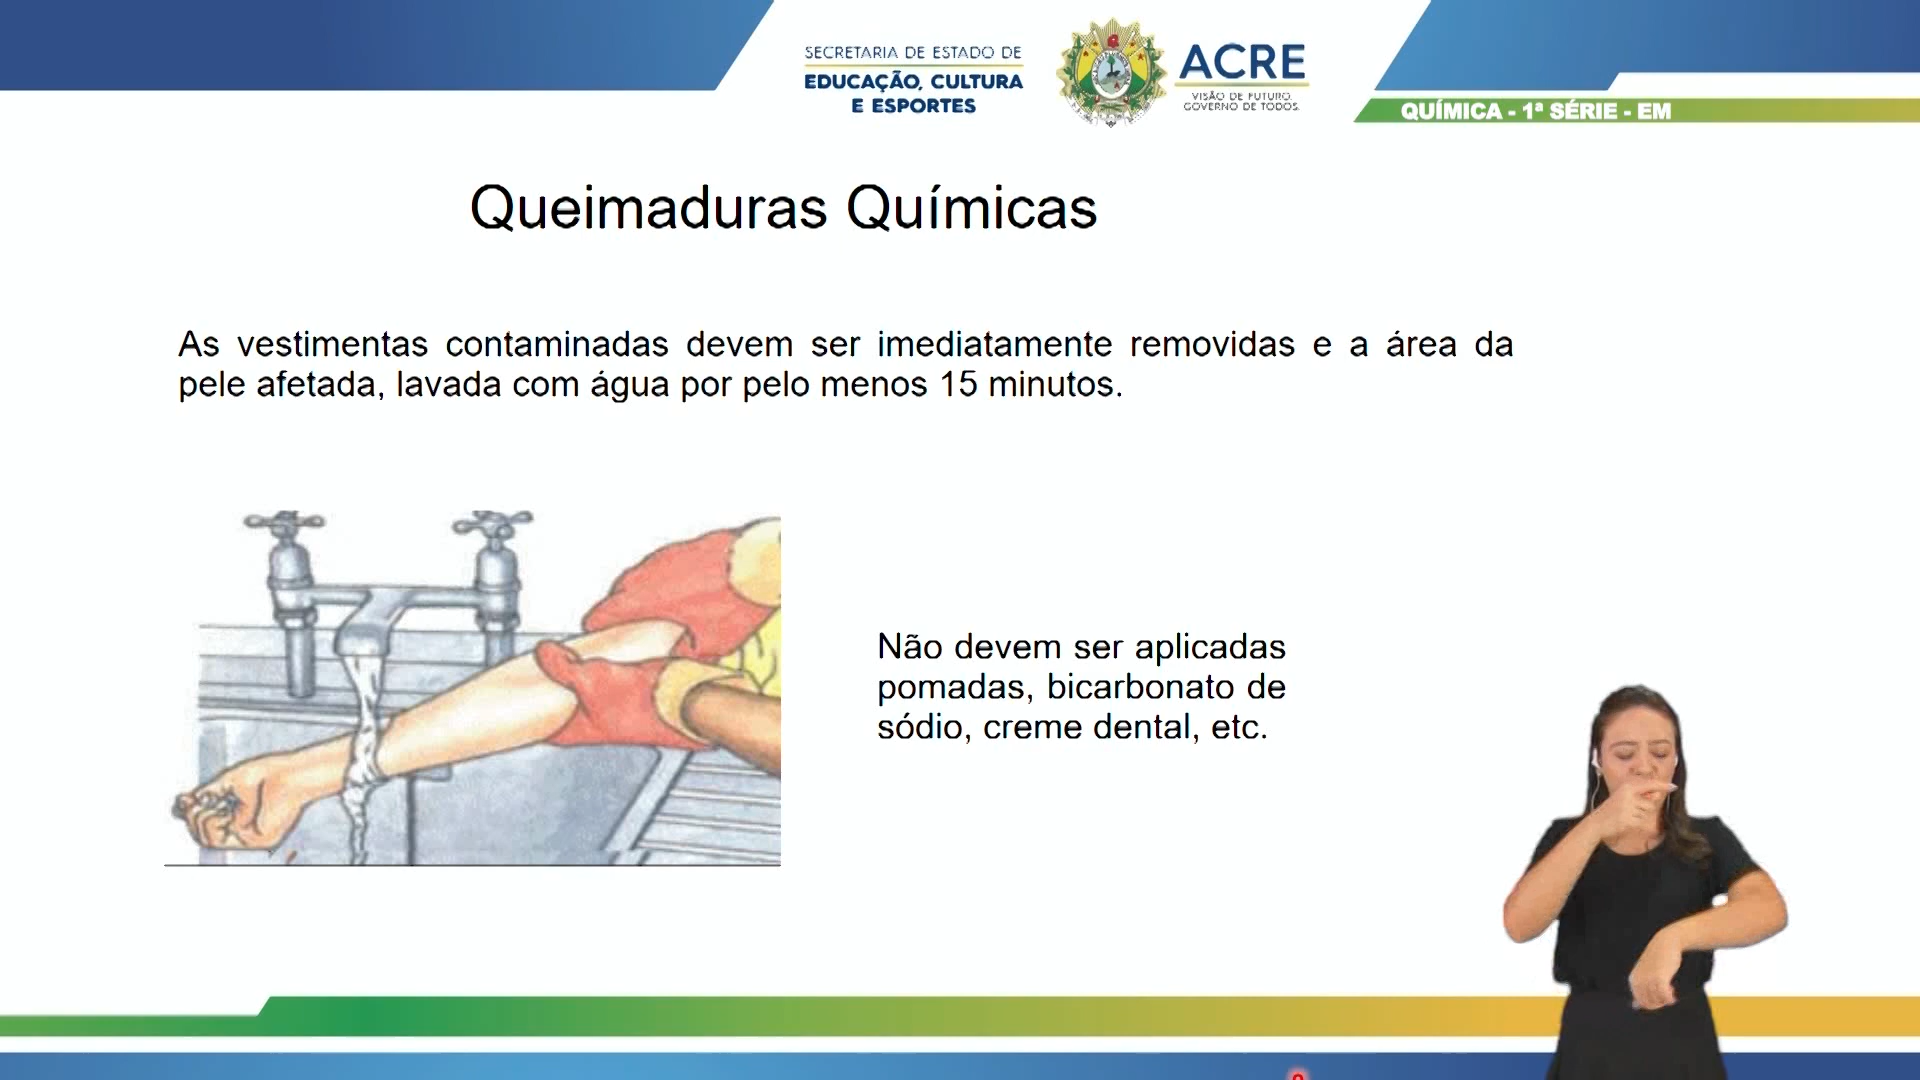 SECRETARIA DE ESTADO DE
EDUCAÇÃO, CULTURA
E ESPORTES
ACRE
VISÃO DE FUTURO.
GOVERNO DE TODOS.
QUÍMICA - 1ª SÉRIE - EM
Queimaduras Químicas
As vestimentas contaminadas devem ser imediatamente removidas e a área da
pele afetada, lavada com água por pelo menos 15 minutos.
Não devem ser aplicadas
pomadas, bicarbonato de
sódio, creme dental, etc.